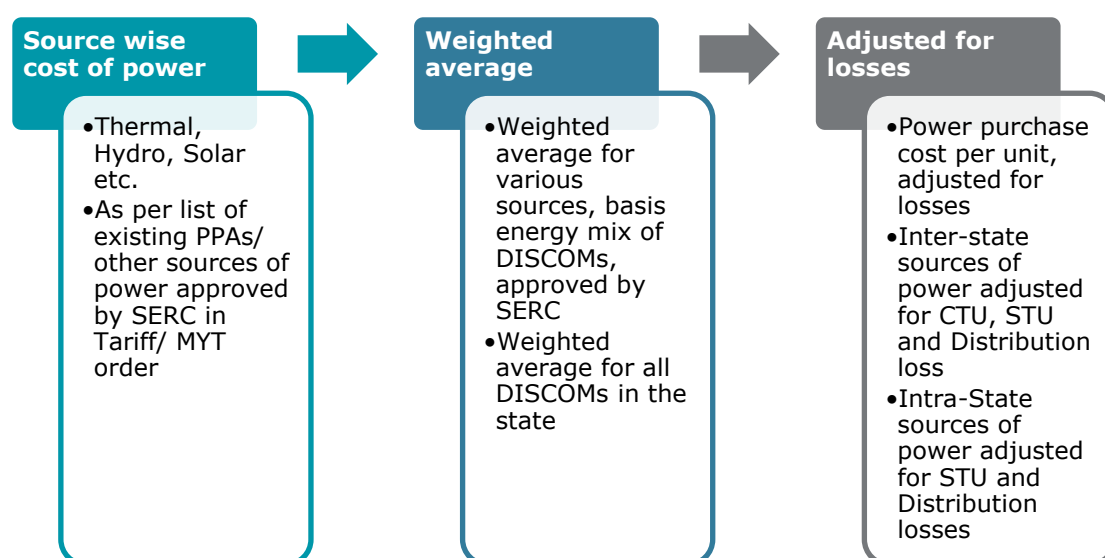 Source wise
cost of power
•Thermal,
Hydro, Solar
etc.
•As per list of
existing PPAs/
other sources of
power approved
by SERC in
Tariff/ MYT
order
Weighted
average
•Weighted
average for
various
sources, basis
energy mix of
DISCOMs,
approved by
SERC
•Weighted
average for all
DISCOMs in the
state
Adjusted for
losses
•Power purchase
cost per unit,
adjusted for
losses
•Inter-state
sources of
power adjusted
for CTU, STU
and Distribution
loss
•Intra-State
sources of
power adjusted
for STU and
Distribution
losses